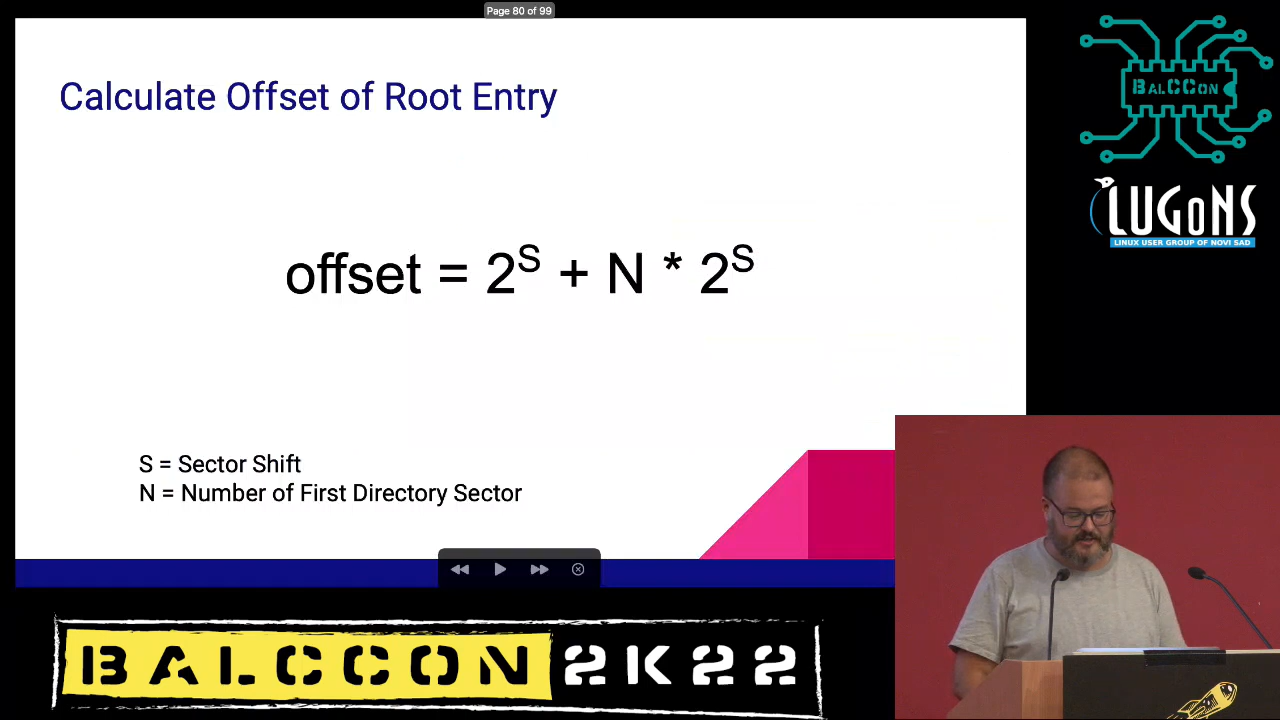 Page 80 of 99
Calculate Offset of Root Entry
offset = 2^S + N * 2^S
S = Sector Shift
N = Number of First Directory Sector
BALCCON
LUGONS
LINUX USER GROUP OF NOVI SAD
BALCCON 2K22